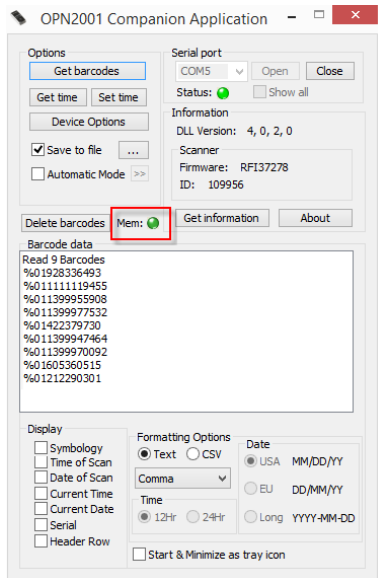 OPN2001 Companion Application
Options
Get barcodes
Get time Set time
Device Options
Save to file ...
Automatic Mode >>
Serial port
COM5 Open Close
Status: Show all
Information
DLL Version: 4, 0, 2, 0
Scanner
Firmware: RFI37278
ID: 109956
Delete barcodes Mem: Get information About
Barcode data
Read 9 Barcodes
%01928336493
%011111119455
%011399955908
%011399977532
%01422379730
%011399947464
%011399970092
%01605360515
%01212290301
Display
Symbology
Time of Scan
Date of Scan
Current Time
Current Date
Serial
Header Row
Formatting Options
Text CSV
Comma
Time
12Hr 24Hr
Date
USA MM/DD/YY
EU DD/MM/YY
Long YYYY-MM-DD
Start & Minimize as tray icon